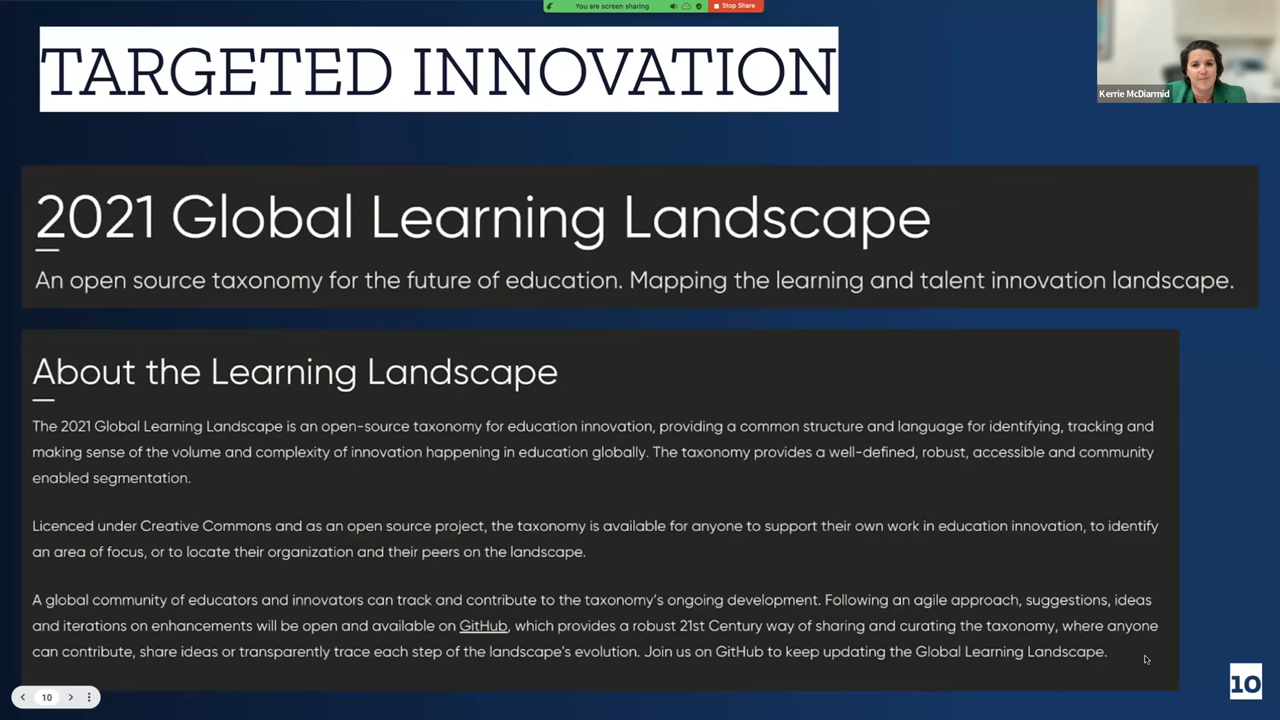 You are screen sharing
Stop Share
TARGETED INNOVATION
Kerrie McDiarmid
2021 Global Learning Landscape
An open source taxonomy for the future of education. Mapping the learning and talent innovation landscape.
About the Learning Landscape
The 2021 Global Learning Landscape is an open-source taxonomy for education innovation, providing a common structure and language for identifying, tracking and
making sense of the volume and complexity of innovation happening in education globally. The taxonomy provides a well-defined, robust, accessible and community
enabled segmentation.
Licenced under Creative Commons and as an open source project, the taxonomy is available for anyone to support their own work in education innovation, to identify
an area of focus, or to locate their organization and their peers on the landscape.
A global community of educators and innovators can track and contribute to the taxonomy's ongoing development. Following an agile approach, suggestions, ideas
and iterations on enhancements will be open and available on GitHub, which provides a robust 21st Century way of sharing and curating the taxonomy, where anyone
can contribute, share ideas or transparently trace each step of the landscape's evolution. Join us on GitHub to keep updating the Global Learning Landscape.
10
10